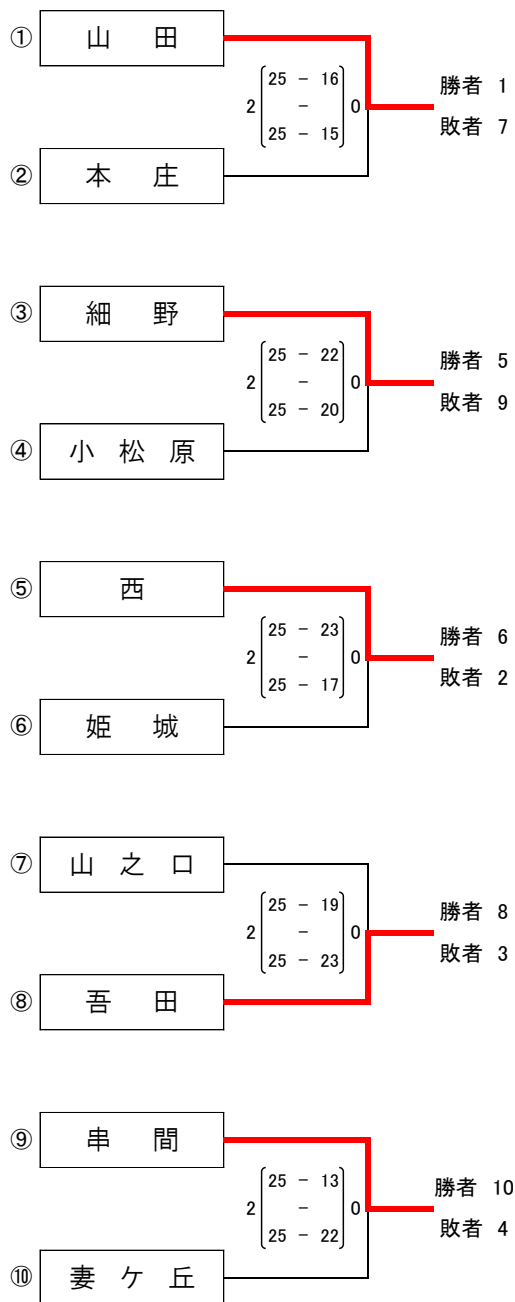 ① 山 田
25 - 16
勝者 1
2 - 0
敗者 7
25 - 15
② 本 庄
③ 細 野
25 - 22
勝者 5
2 - 0
敗者 9
25 - 20
④ 小 松 原
⑤ 西
25 - 23
勝者 6
2 - 0
敗者 2
25 - 17
⑥ 姫 城
⑦ 山 之 口
25 - 19
勝者 8
2 - 0
敗者 3
25 - 23
⑧ 吾 田
⑨ 串 間
25 - 13
勝者 10
2 - 0
敗者 4
25 - 22
⑩ 妻 ケ 丘